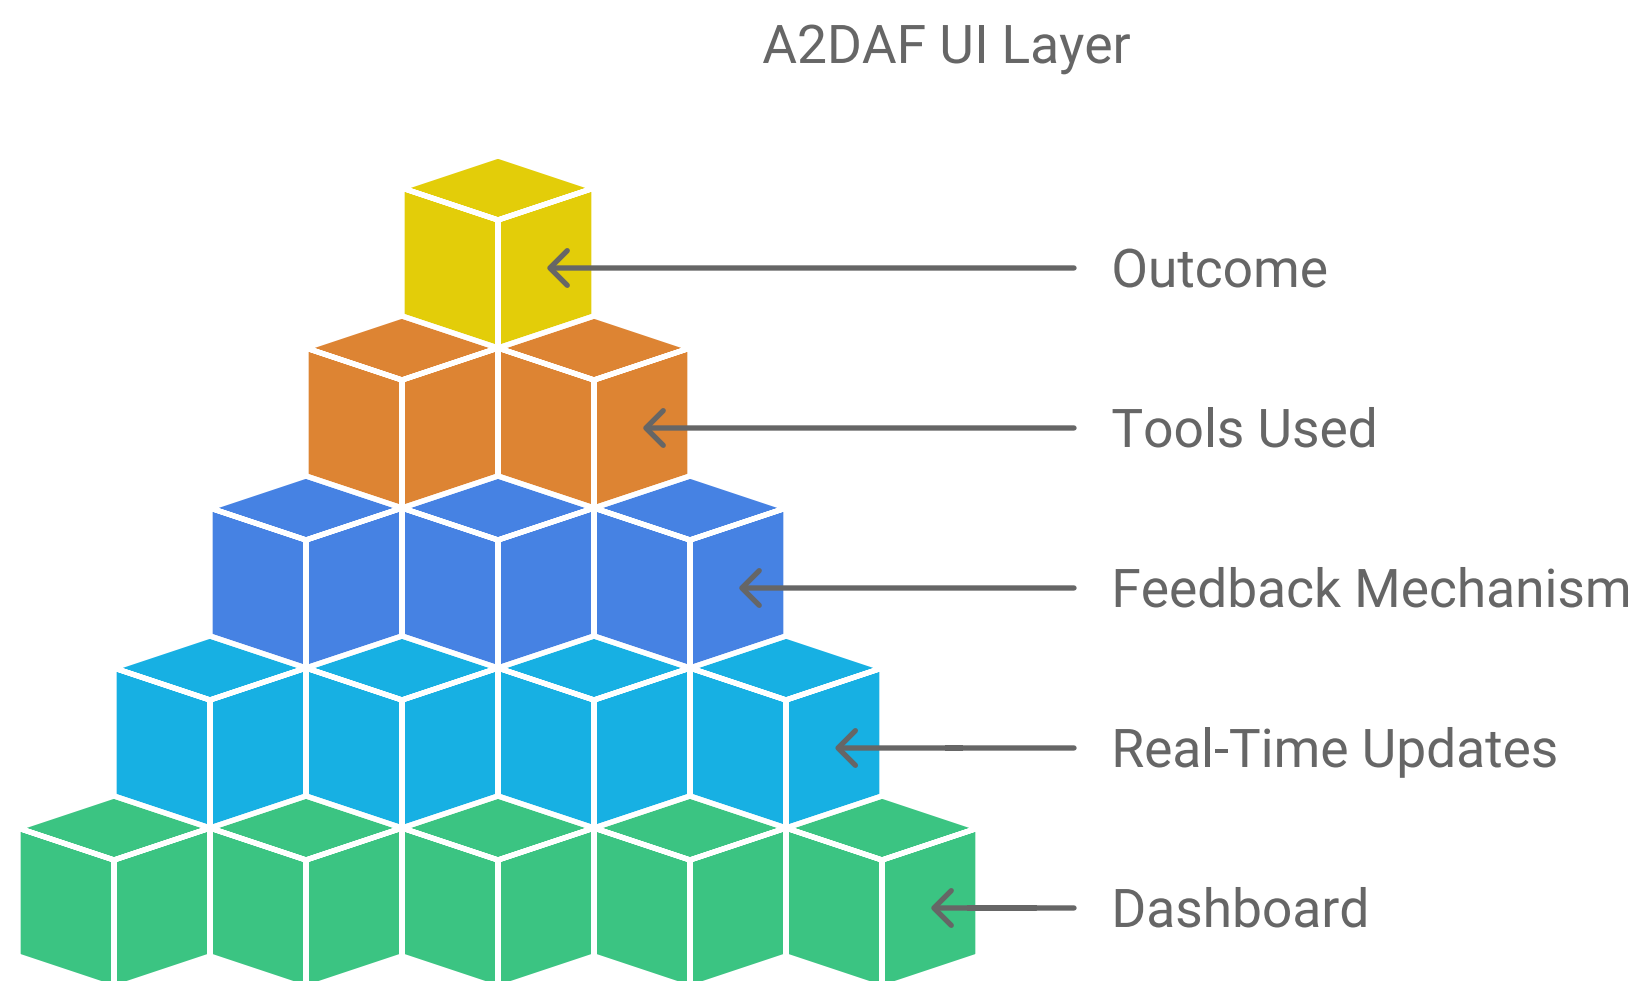 A2DAF UI Layer
Outcome
Tools Used
Feedback Mechanism
Real-Time Updates
Dashboard